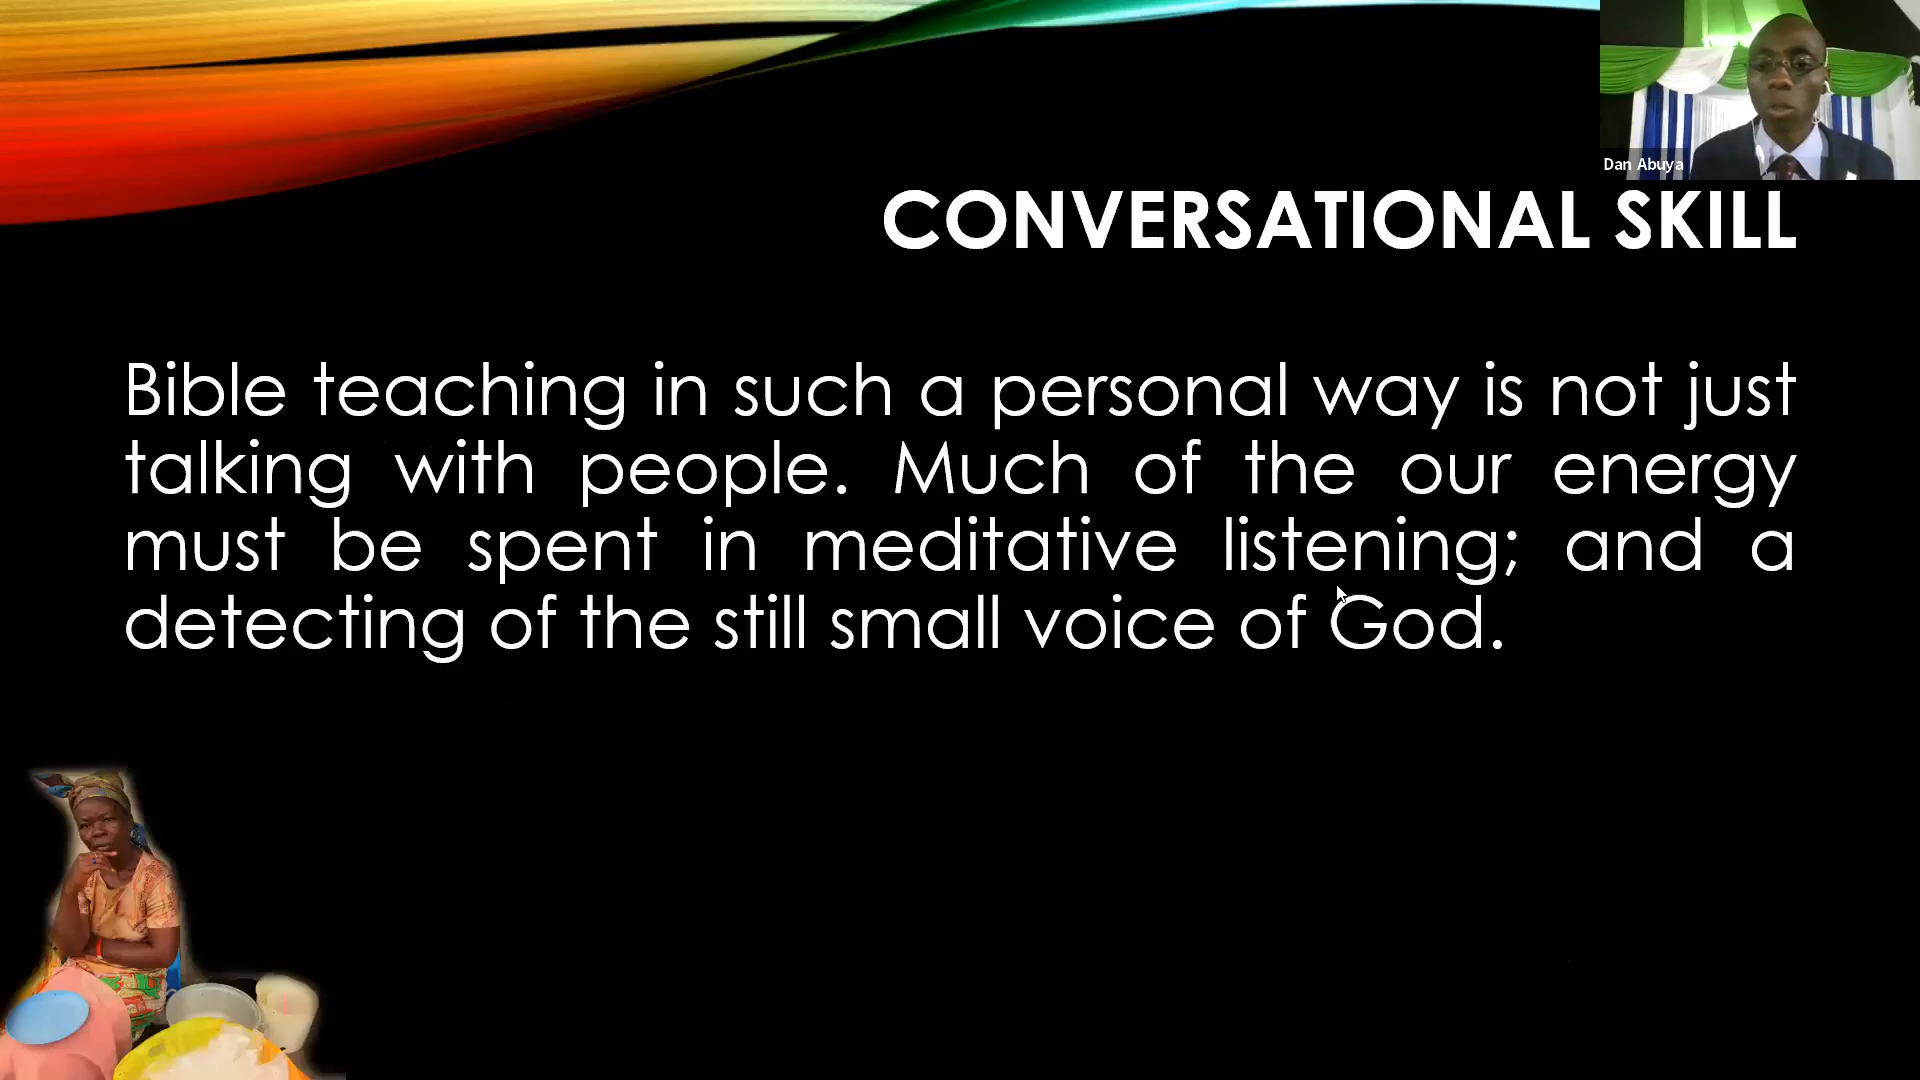 Dan Abuya
CONVERSATIONAL SKILL
Bible teaching in such a personal way is not just
talking with people. Much of the our energy
must be spent in meditative listening; and a
detecting of the still small voice of God.